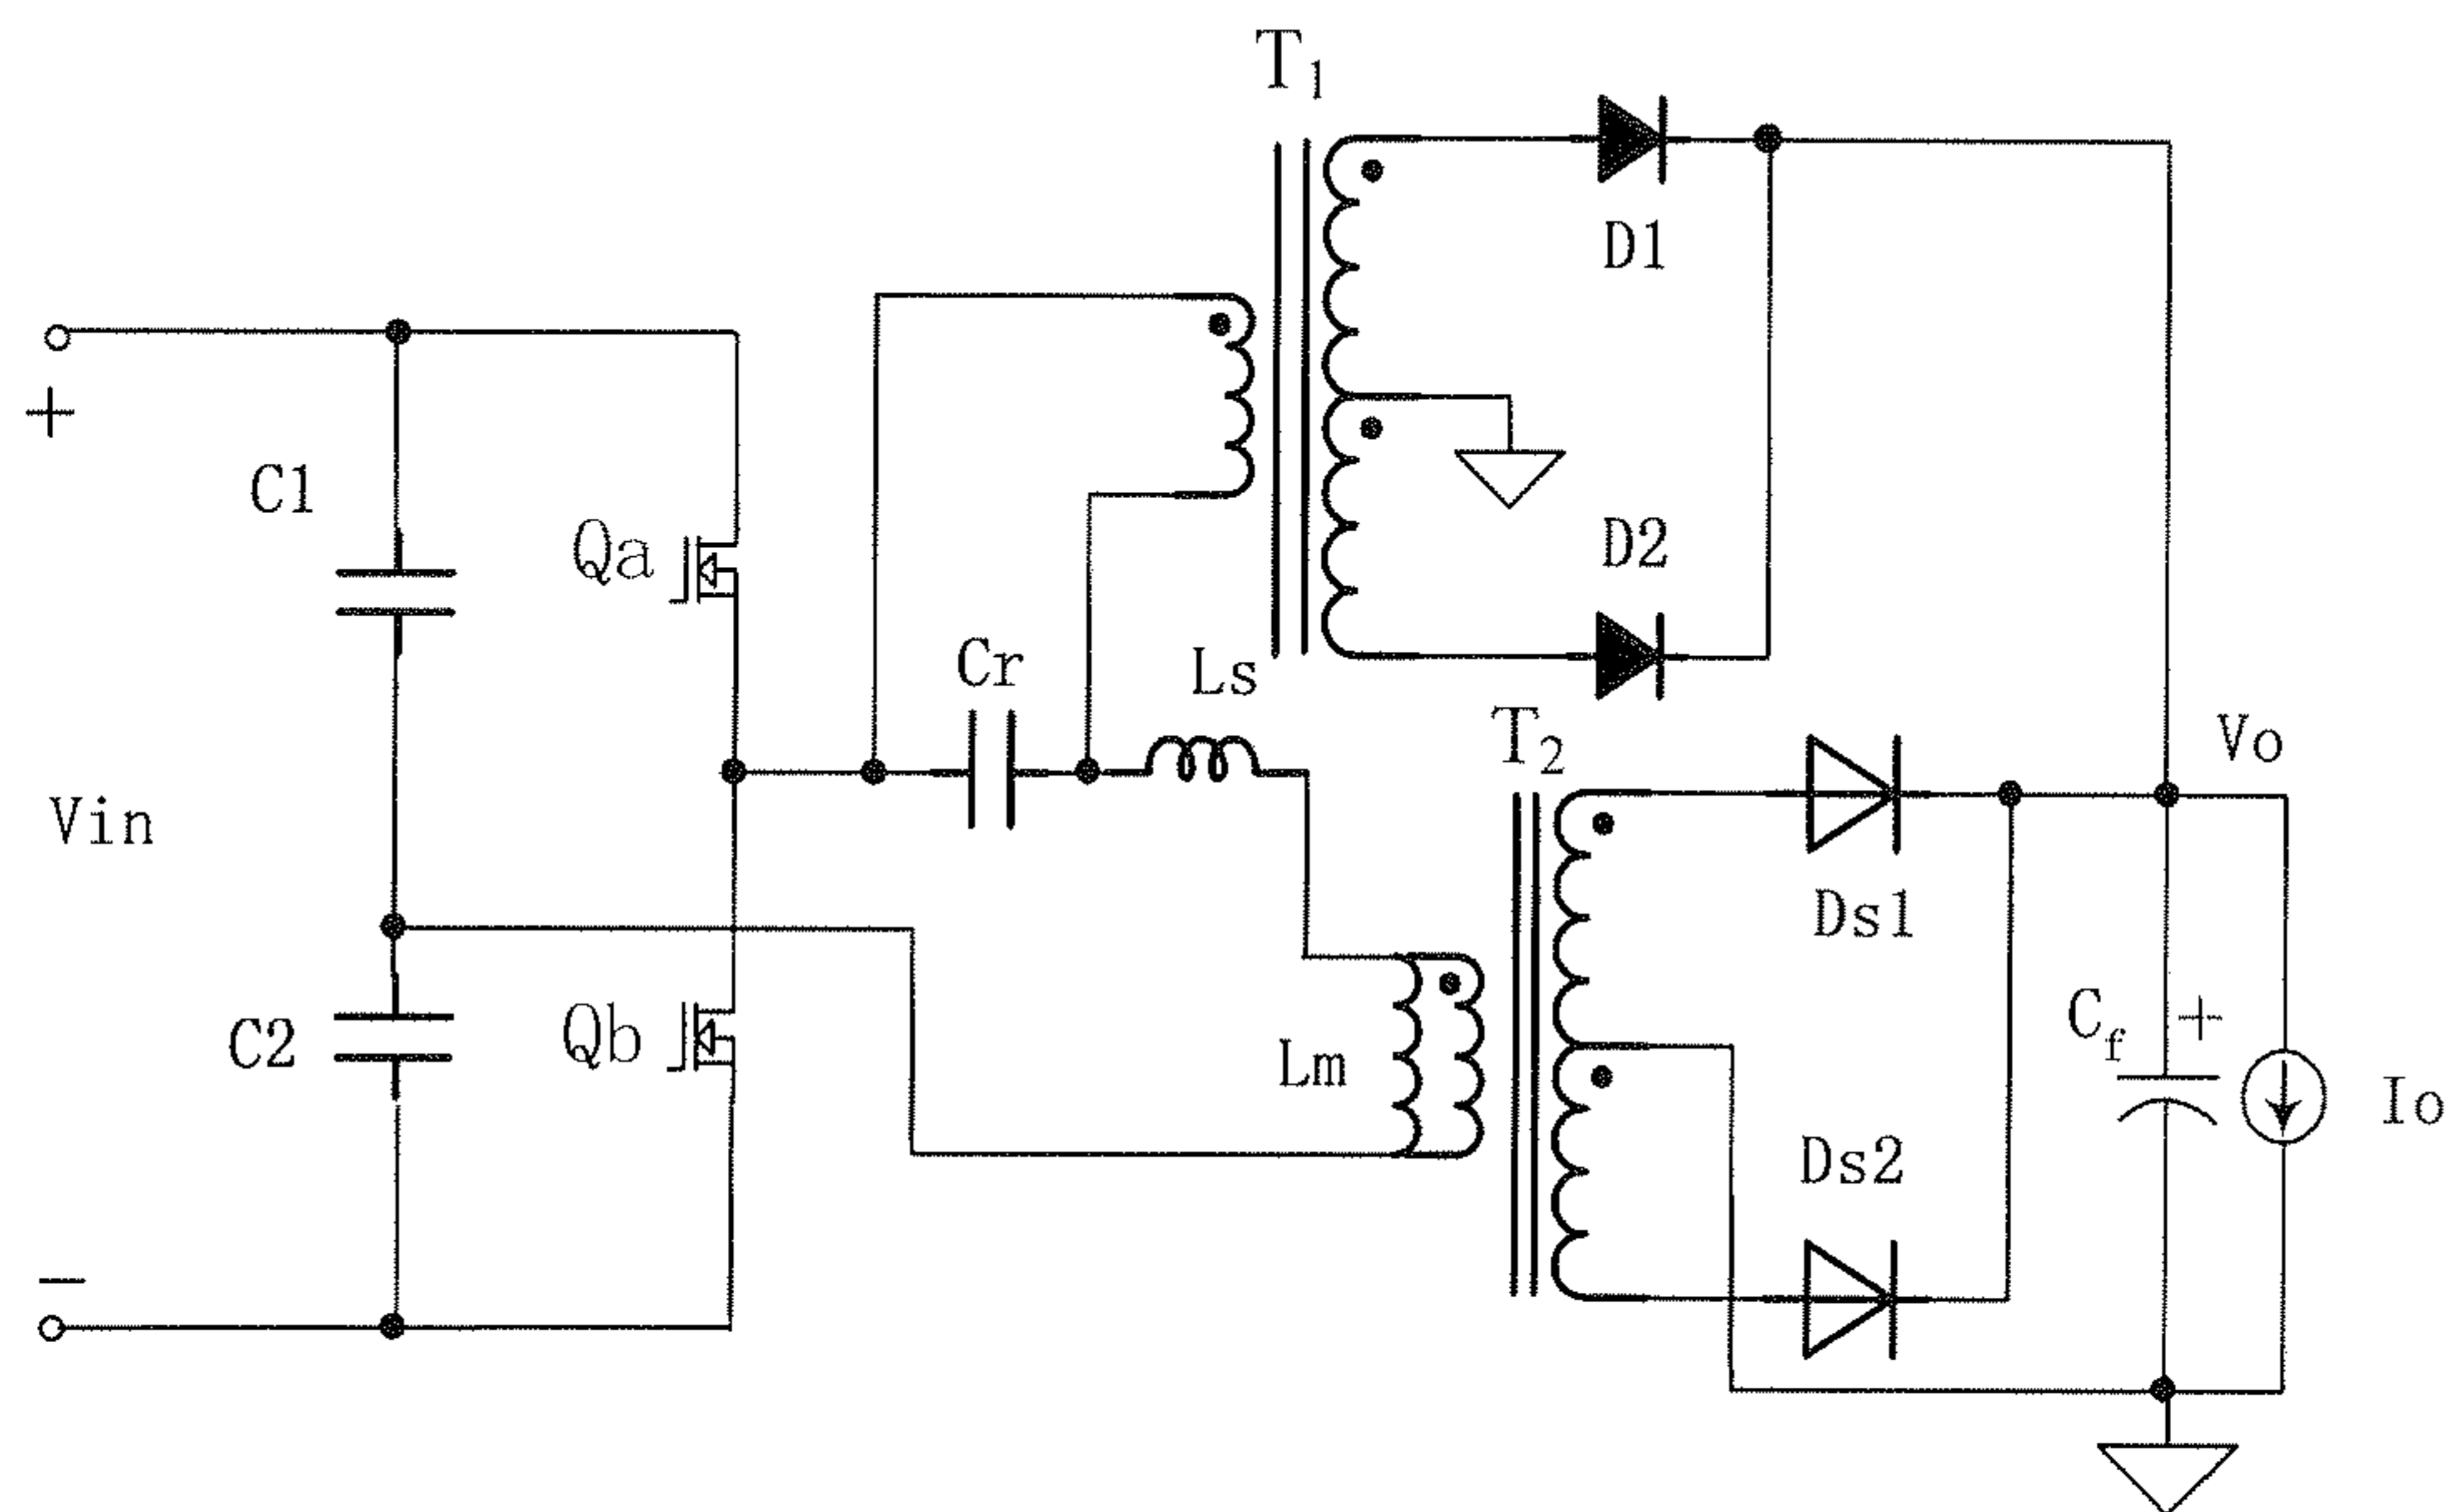 T1
D1
+
C1
Qa
D2
Cr
Ls
T2
Vo
Vin
Ds1
Cf
+
C2
Qb
Lm
Io
Ds2
−